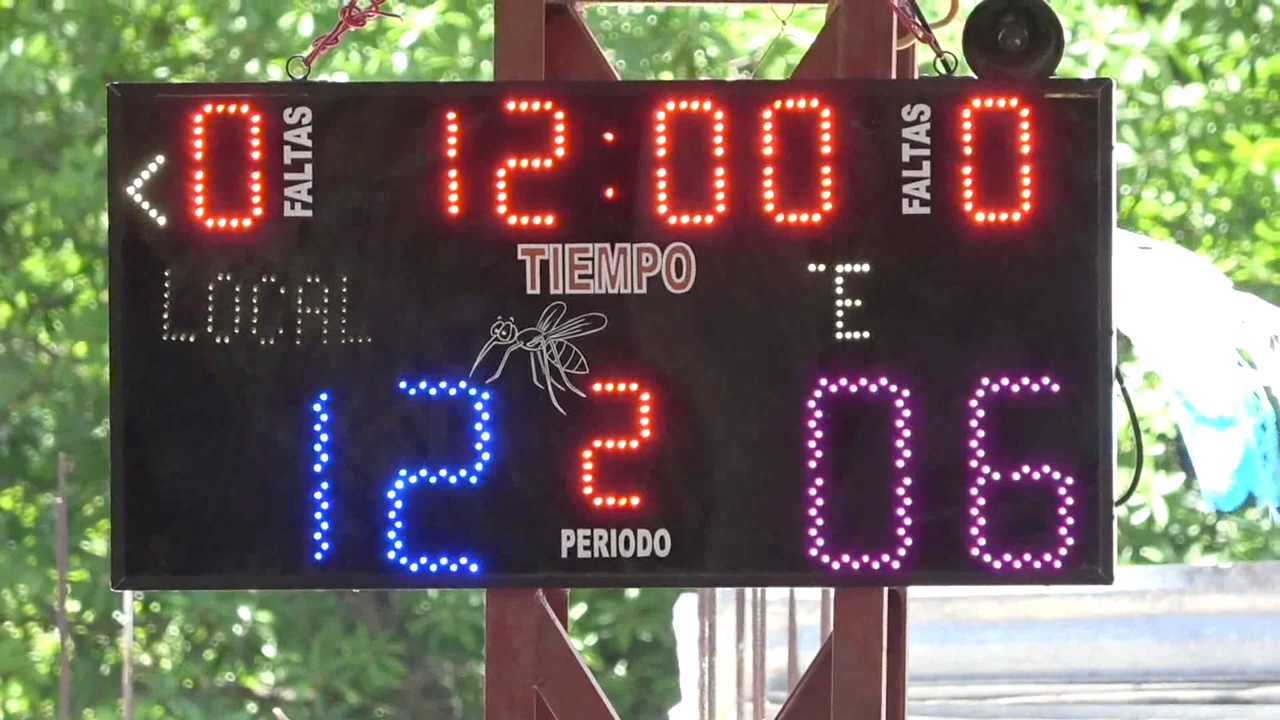 < 0 FALTAS 12:00 FALTAS 0
TIEMPO
LOCAL
E
12 2 06
PERIODO